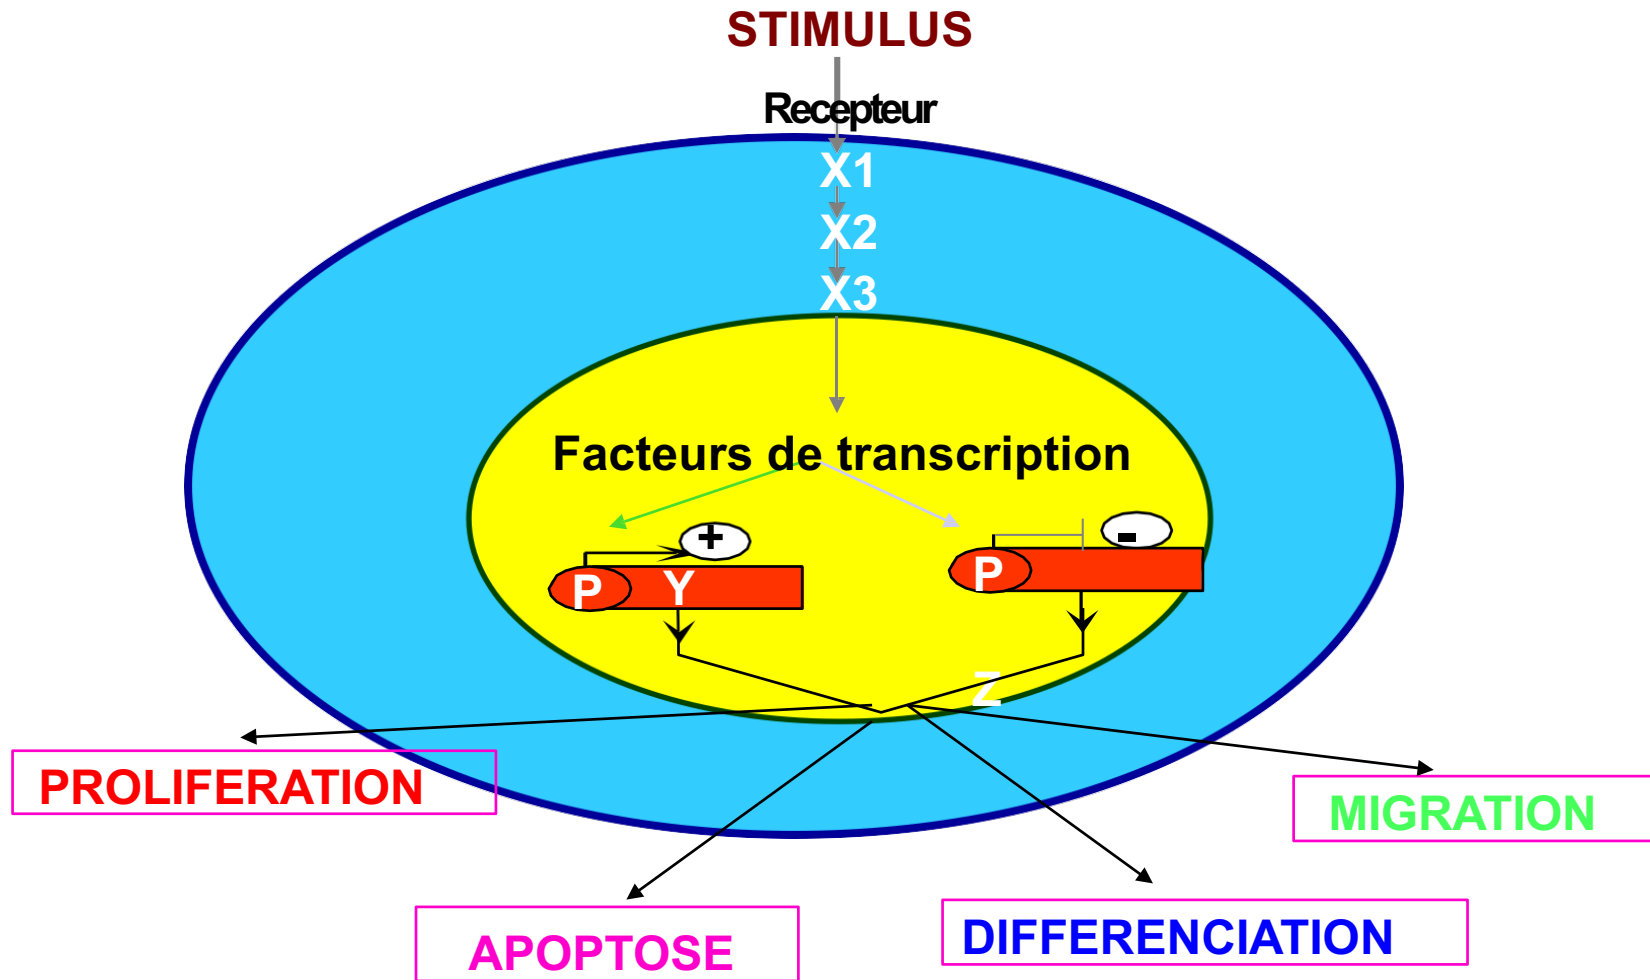 STIMULUS
Recepteur
X1
X2
X3
Facteurs de transcription
+
-
P
Y
P
Z
PROLIFERATION
MIGRATION
APOPTOSE
DIFFERENCIATION